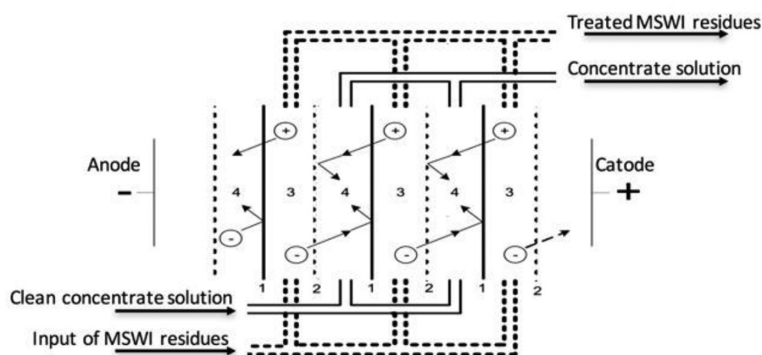 Treated MSWI residues
Concentrate solution
+ + +
Anode Catode
- 4 3 4 3 4 3 +
- - - -
1 2 1 2 1 2
Clean concentrate solution
Input of MSWI residues